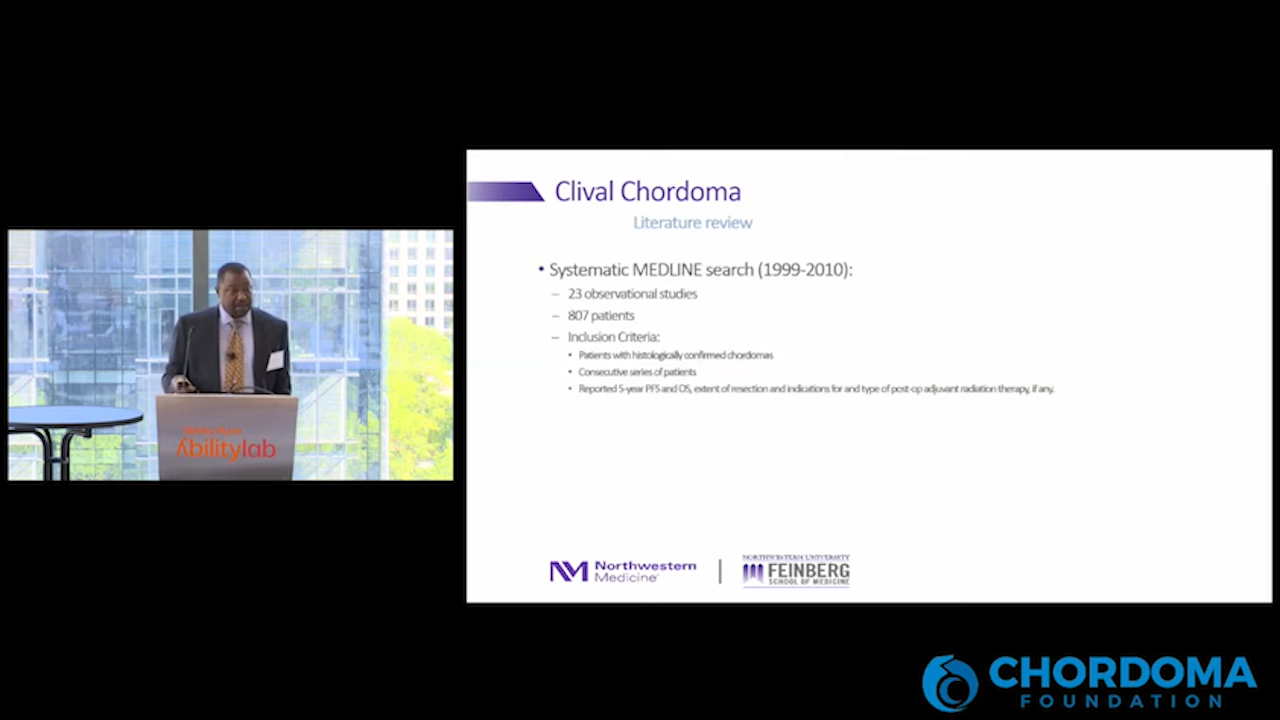 Clival Chordoma
Literature review
• Systematic MEDLINE search (1999-2010):
– 23 observational studies
– 807 patients
– Inclusion Criteria:
• Patients with histologically confirmed chordomas
• Consecutive series of patients
• Reported 5-year PFS and OS, extent of resection and indications for and type of post-op adjuvant radiation therapy, if any.
Northwestern
Medicine
NORTHWESTERN UNIVERSITY
FEINBERG
SCHOOL OF MEDICINE
Abilitylab
CHORDOMA
FOUNDATION